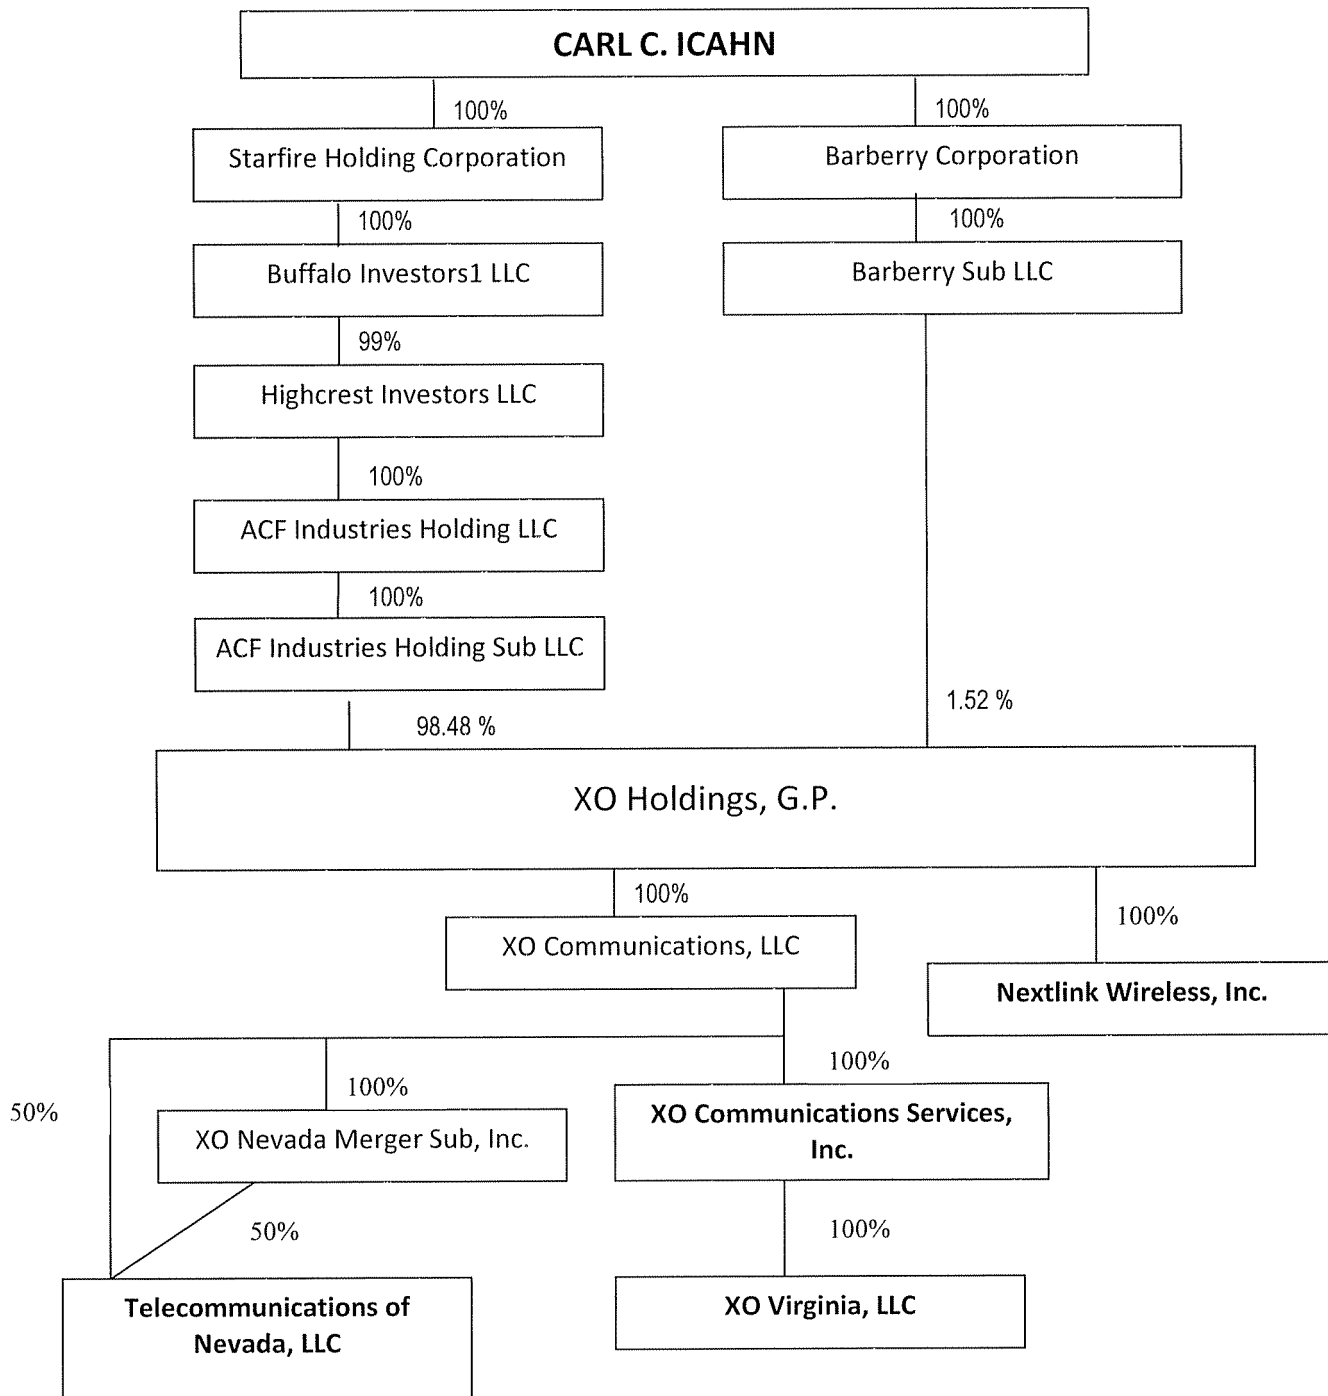 CARL C. ICAHN
100%
100%
Starfire Holding Corporation
Barberry Corporation
100%
100%
Buffalo Investors1 LLC
Barberry Sub LLC
99%
Highcrest Investors LLC
100%
ACF Industries Holding LLC
100%
ACF Industries Holding Sub LLC
98.48 %
1.52 %
XO Holdings, G.P.
100%
100%
XO Communications, LLC
Nextlink Wireless, Inc.
50%
100%
100%
XO Nevada Merger Sub, Inc.
XO Communications Services,
Inc.
50%
100%
Telecommunications of
Nevada, LLC
XO Virginia, LLC